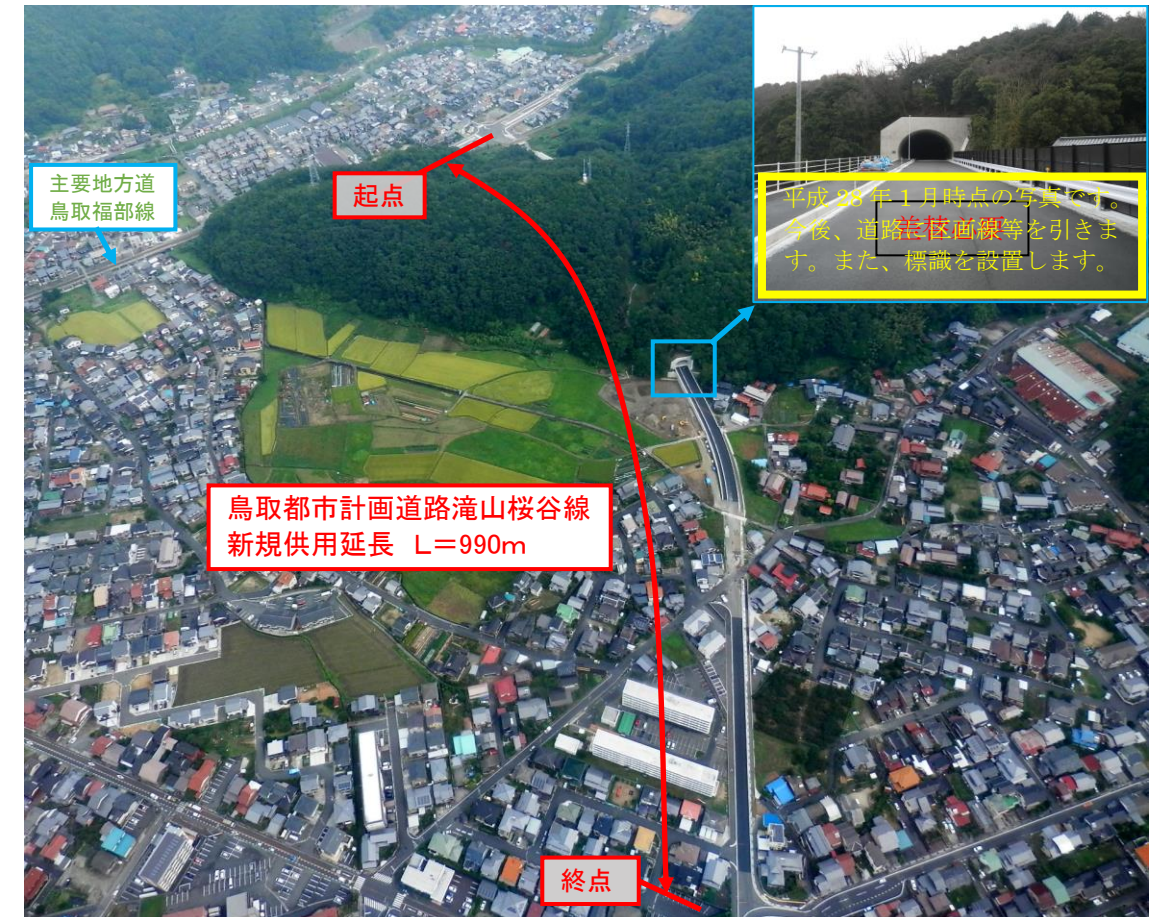 主要地方道
鳥取福部線
起点
平成 28 年 1 月時点の写真です。
今後、道路に区画線等を引きま
す。また、標識を設置します。
鳥取都市計画道路滝山桜谷線
新規供用延長 L=990m
終点